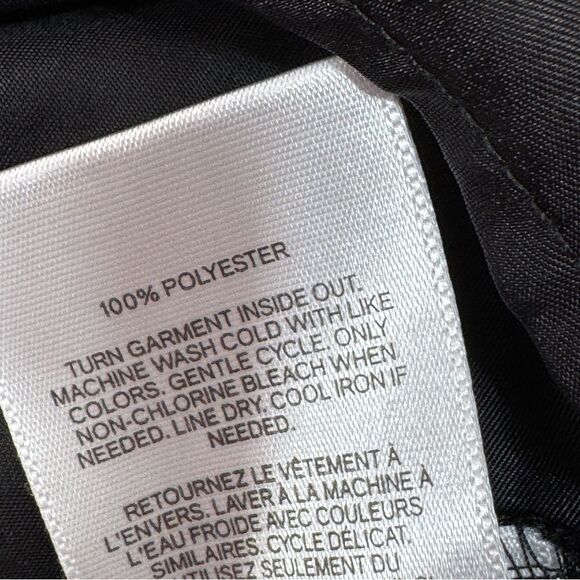 100% POLYESTER
TURN GARMENT INSIDE OUT.
MACHINE WASH COLD WITH LIKE
COLORS. GENTLE CYCLE. ONLY
NON-CHLORINE BLEACH WHEN
NEEDED. LINE DRY. COOL IRON IF
NEEDED.
RETOURNEZ LE VÊTEMENT À
L'ENVERS. LAVER À LA MACHINE À
L'EAU FROIDE AVEC COULEURS
SIMILAIRES. CYCLE DÉLICAT.
UTILISEZ SEULEMENT DU